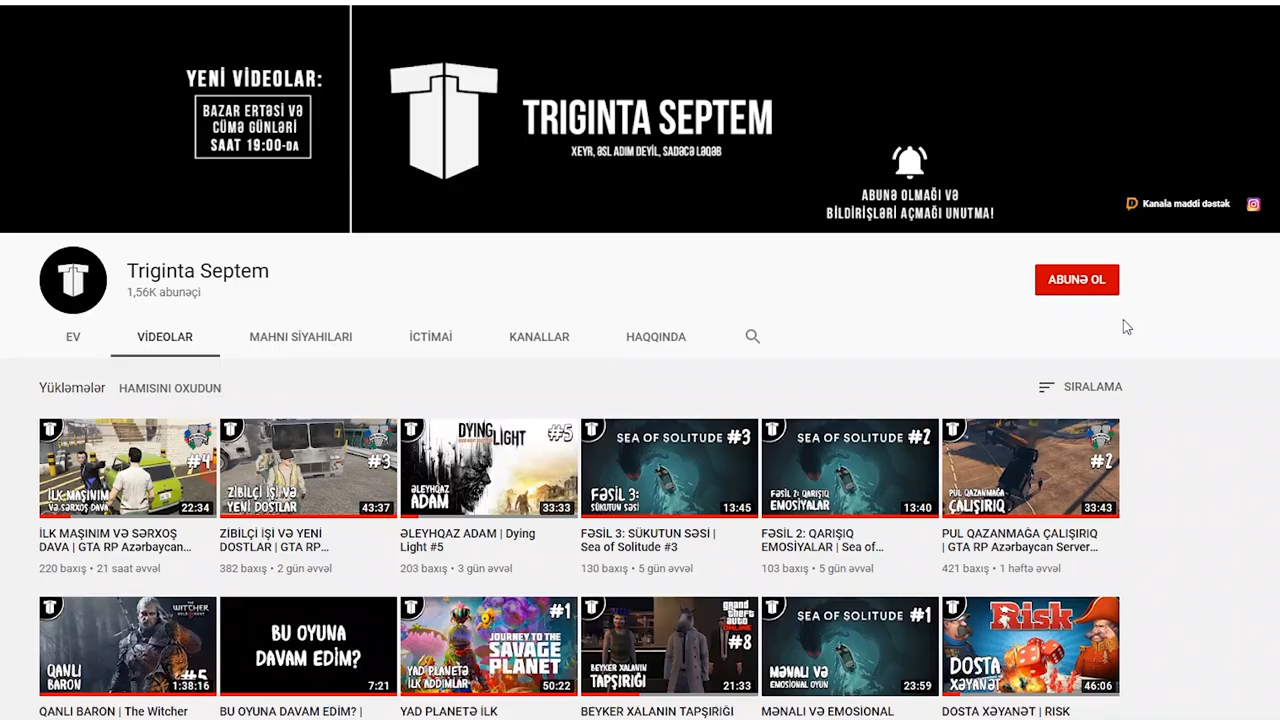 YENİ VİDEOLAR:
BAZAR ERTƏSİ VƏ
CÜMƏ GÜNLƏRİ
SAAT 19:00-DA
TRIGINTA SEPTEM
XEYR, ƏSL ADIM DEYİL, SADƏCƏ LƏQƏB
ABUNƏ OLMAĞI VƏ
BİLDİRİŞLƏRİ AÇMAĞI UNUTMA!
Kanala maddi dəstək
Triginta Septem
1,56K abunəçi
ABUNƏ OL
EV VİDEOLAR MAHNI SİYAHILARI İCTİMAİ KANALLAR HAQQINDA
Yükləmələr HAMISINI OXUDUN SIRALAMA
#4
İLK MAŞINIM
VƏ SƏRXOŞ DAVA
22:34
İLK MAŞINIM VƏ SƏRXOŞ
DAVA | GTA RP Azərbaycan...
220 baxış • 21 saat əvvəl
#3
ZİBİLÇİ İŞİ VƏ
YENİ DOSTLAR
43:37
ZİBİLÇİ İŞİ VƏ YENİ
DOSTLAR | GTA RP...
382 baxış • 2 gün əvvəl
DYING LIGHT
#5
ƏLEYHQAZ
ADAM
33:33
ƏLEYHQAZ ADAM | Dying
Light #5
203 baxış • 3 gün əvvəl
SEA OF SOLITUDE #3
FƏSİL 3:
SÜKUTUN SƏSİ
13:45
FƏSİL 3: SÜKUTUN SƏSİ |
Sea of Solitude #3
130 baxış • 5 gün əvvəl
SEA OF SOLITUDE #2
FƏSİL 2: QARIŞIQ
EMOSİYALAR
13:40
FƏSİL 2: QARIŞIQ
EMOSİYALAR | Sea of...
103 baxış • 5 gün əvvəl
#2
PUL QAZANMAĞA
ÇALIŞIRIQ
33:43
PUL QAZANMAĞA ÇALIŞIRIQ
| GTA RP Azərbaycan Server...
421 baxış • 1 həftə əvvəl
THE WITCHER
WILD HUNT
QANLI
BARON
#5
1:38:16
QANLI BARON | The Witcher
BU OYUNA
DAVAM EDİM?
7:21
BU OYUNA DAVAM EDİM? |
#1
JOURNEY TO THE
SAVAGE
PLANET
YAD PLANETƏ
İLK ADDIMLAR
50:22
YAD PLANETƏ İLK
grand theft auto
ONLINE
#8
BEYKER XALANIN
TAPŞIRIĞI
21:33
BEYKER XALANIN TAPŞIRIĞI
SEA OF SOLITUDE #1
MƏNALI VƏ
EMOSIONAL OYUN
23:59
MƏNALI VƏ EMOSİONAL
RISK
DOSTA
XƏYANƏT
46:06
DOSTA XƏYANƏT | RISK